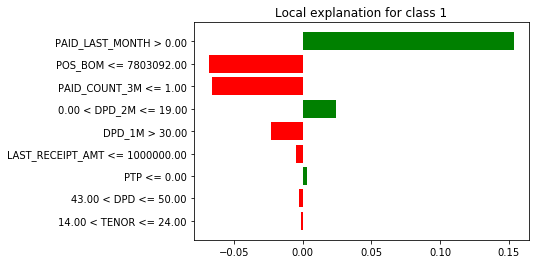 Local explanation for class 1
PAID_LAST_MONTH > 0.00
POS_BOM <= 7803092.00
PAID_COUNT_3M <= 1.00
0.00 < DPD_2M <= 19.00
DPD_1M > 30.00
LAST_RECEIPT_AMT <= 1000000.00
PTP <= 0.00
43.00 < DPD <= 50.00
14.00 < TENOR <= 24.00
−0.05 0.00 0.05 0.10 0.15